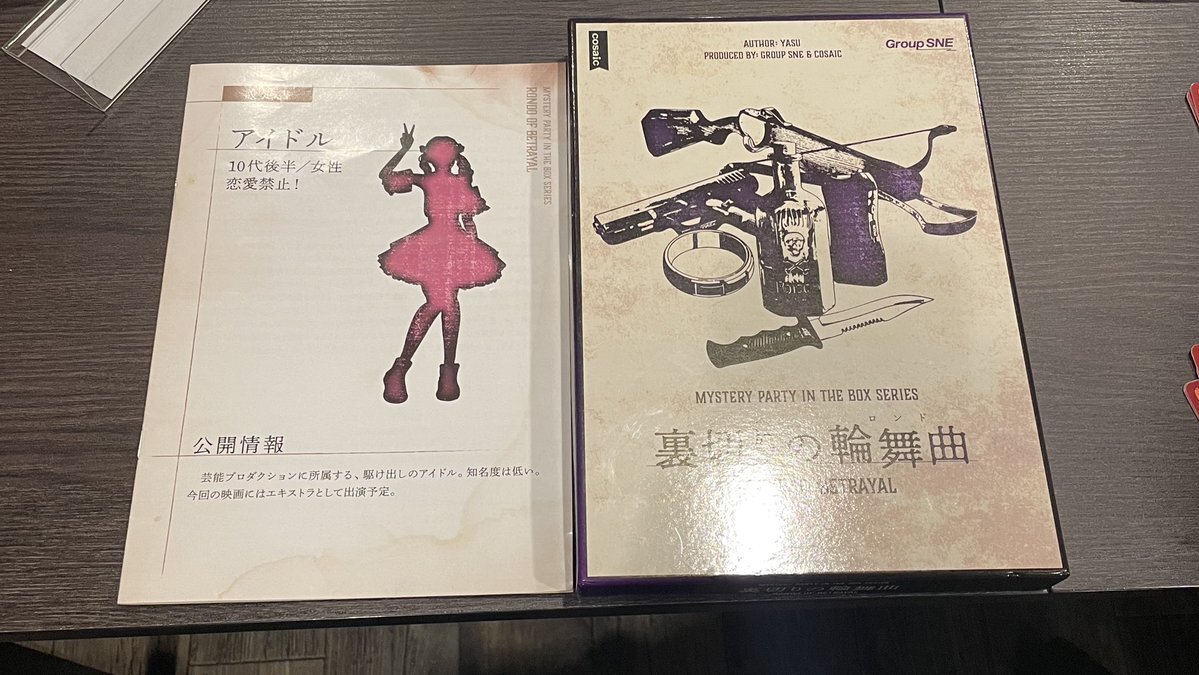 アイドル
10代後半／女性
恋愛禁止！
MYSTERY PARTY IN THE BOX SERIES
RONDO OF BETRAYAL
公開情報
芸能プロダクションに所属する、駆け出しのアイドル。知名度は低い。
今回の映画にはエキストラとして出演予定。
cosaic
AUTHOR: YASU
PRODUCED BY: GROUP SNE & COSAIC
Group SNE
MYSTERY PARTY IN THE BOX SERIES
ロンド
裏切りの輪舞曲
BETRAYAL